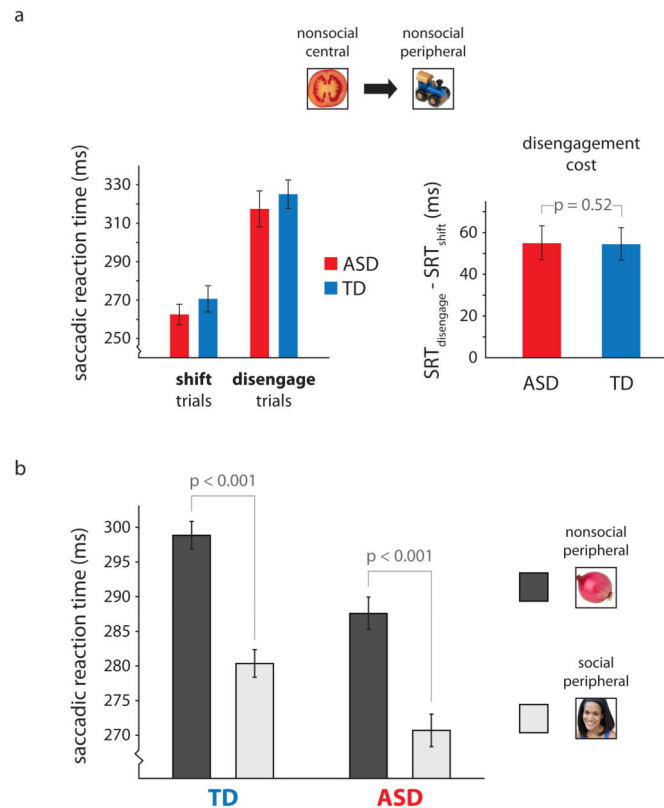 a
nonsocial central
nonsocial peripheral
saccadic reaction time (ms)
330
310
290
270
250
shift trials
disengage trials
ASD
TD
disengagement cost
p = 0.52
SRTdisengage - SRTshift (ms)
60
40
20
0
ASD
TD
b
saccadic reaction time (ms)
300
295
290
285
280
275
270
p < 0.001
p < 0.001
TD
ASD
nonsocial peripheral
social peripheral